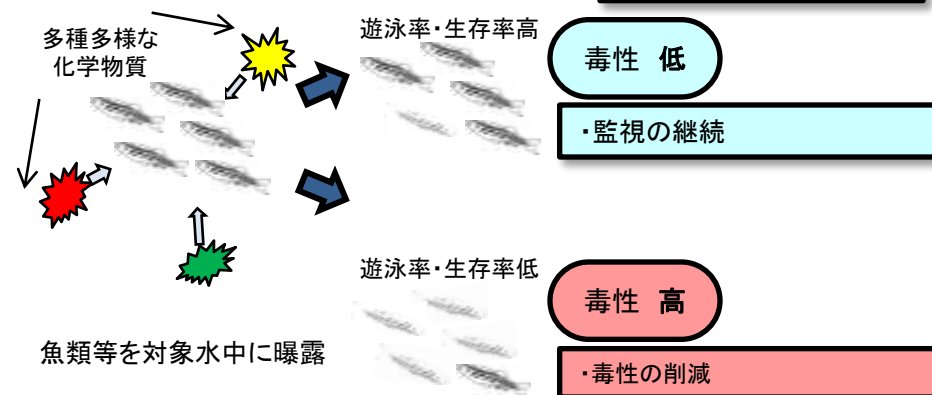 多種多様な
化学物質
遊泳率・生存率高
毒性 低
・監視の継続
遊泳率・生存率低
毒性 高
・毒性の削減
魚類等を対象水中に曝露